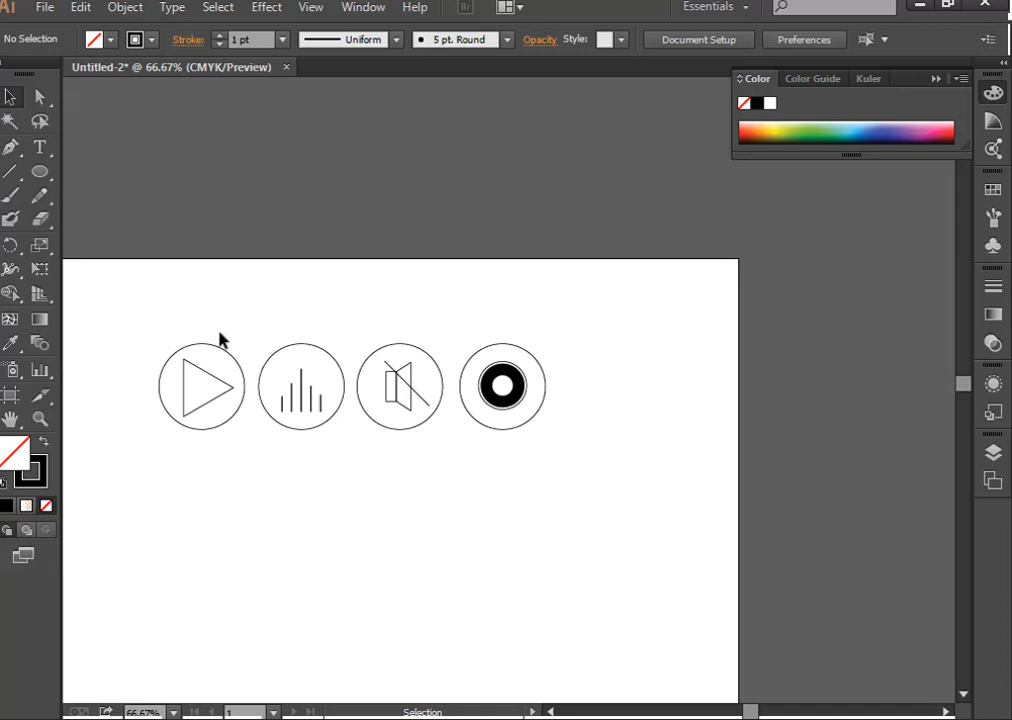 Ai File Edit Object Type Select Effect View Window Help Br Essentials
No Selection Stroke: 1 pt Uniform 5 pt. Round Opacity Style: Document Setup Preferences
Untitled-2* @ 66.67% (CMYK/Preview) ×
Color Color Guide Kuler
T
66.67% 1 Selection